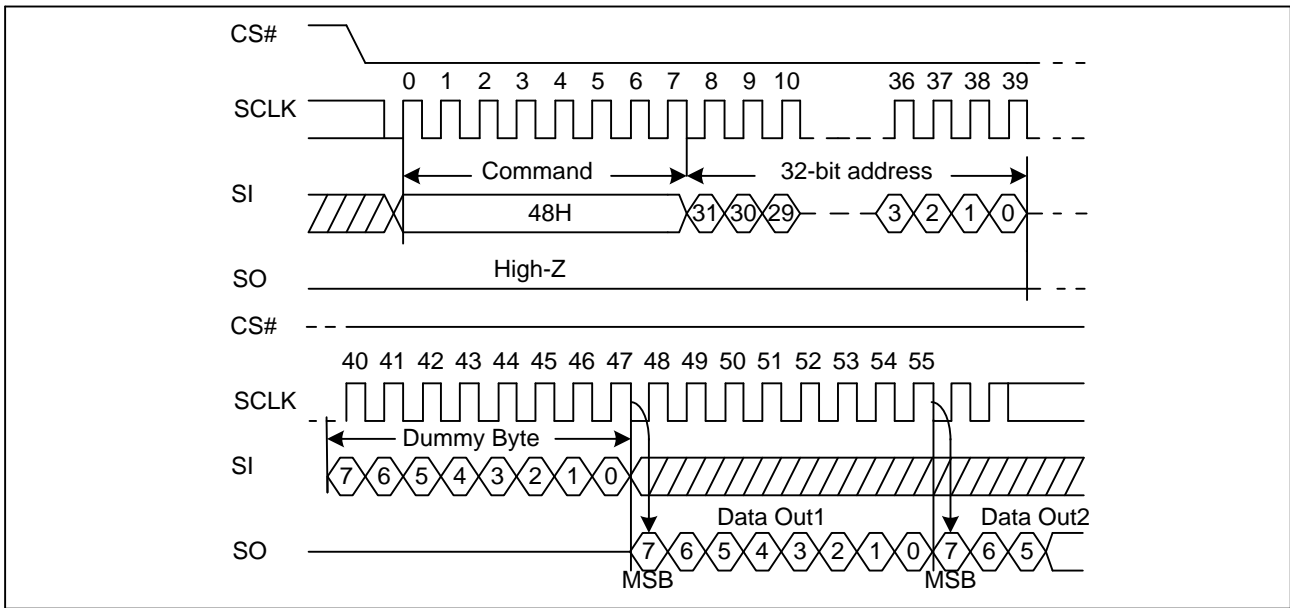 CS#
0 1 2 3 4 5 6 7 8 9 10 36 37 38 39
SCLK
Command 32-bit address
SI
48H 31 30 29 3 2 1 0
High-Z
SO
CS#
40 41 42 43 44 45 46 47 48 49 50 51 52 53 54 55
SCLK
Dummy Byte
SI
7 6 5 4 3 2 1 0
Data Out1 Data Out2
SO
7 6 5 4 3 2 1 0 7 6 5
MSB MSB